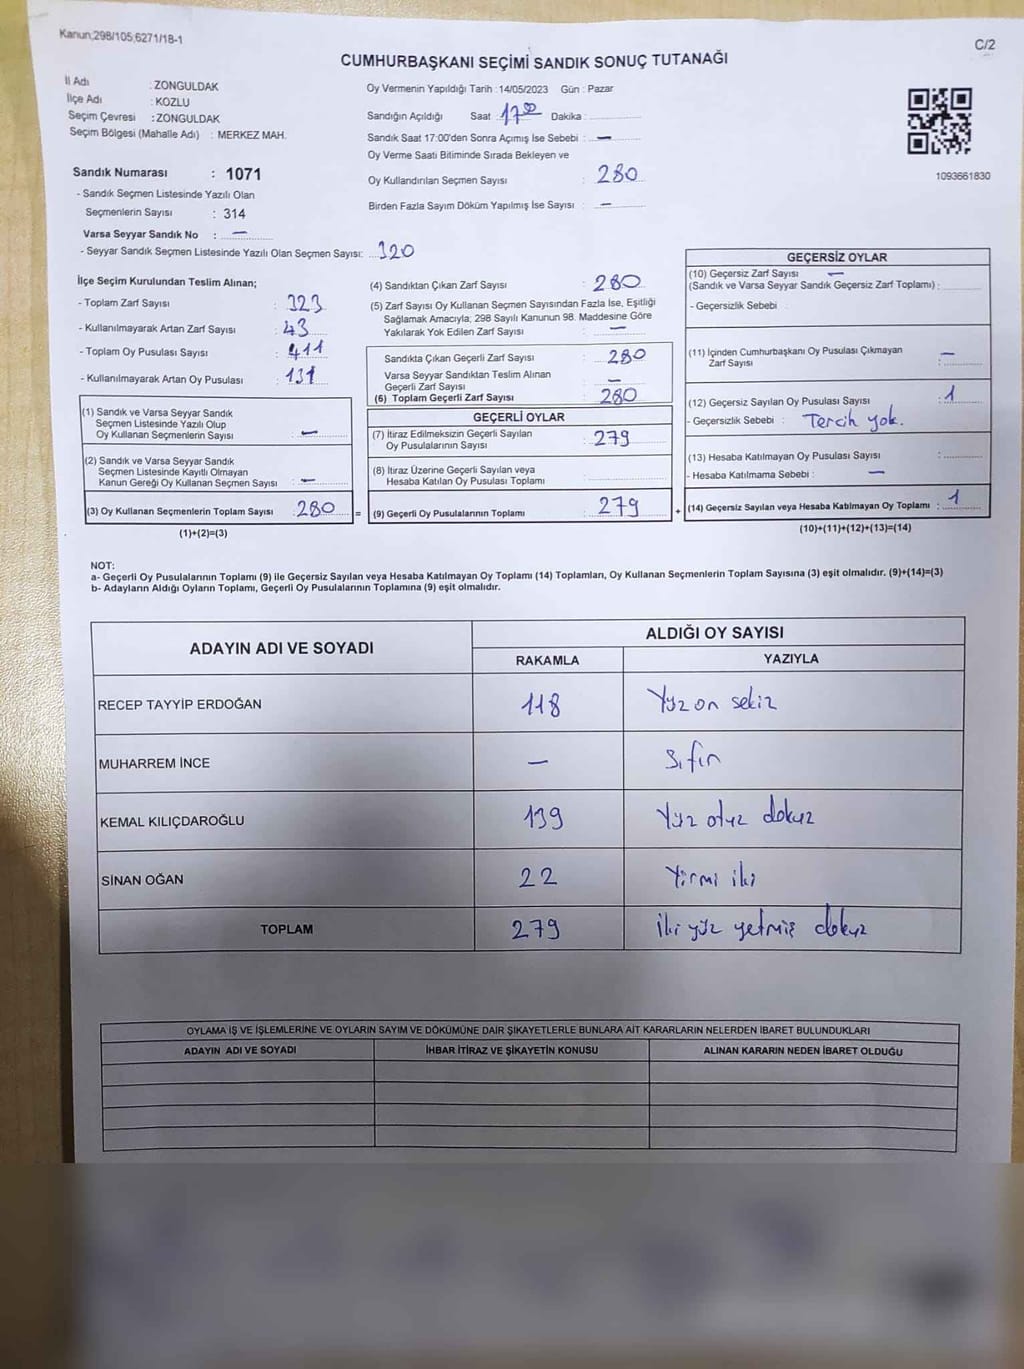 Kanun;298/105,6271/18-1
C/2
CUMHURBAŞKANI SEÇİMİ SANDIK SONUÇ TUTANAĞI
İl Adı : ZONGULDAK
İlçe Adı : KOZLU
Seçim Çevresi : ZONGULDAK
Seçim Bölgesi (Mahalle Adı) : MERKEZ MAH.
Sandık Numarası : 1071
- Sandık Seçmen Listesinde Yazılı Olan
Seçmenlerin Sayısı : 314
Varsa Seyyar Sandık No : —
- Seyyar Sandık Seçmen Listesinde Yazılı Olan Seçmen Sayısı: 320
Oy Vermenin Yapıldığı Tarih : 14/05/2023 Gün : Pazar
Sandığın Açıldığı Saat : 17 00 Dakika :
Sandık Saat 17:00'den Sonra Açımış İse Sebebi : —
Oy Verme Saati Bitiminde Sırada Bekleyen ve
Oy Kullandırılan Seçmen Sayısı : 280
Birden Fazla Sayım Döküm Yapılmış İse Sayısı : —
1093661830
İlçe Seçim Kurulundan Teslim Alınan;
- Toplam Zarf Sayısı : 323
- Kullanılmayarak Artan Zarf Sayısı : 43
- Toplam Oy Pusulası Sayısı : 411
- Kullanılmayarak Artan Oy Pusulası : 131
(1) Sandık ve Varsa Seyyar Sandık
Seçmen Listesinde Yazılı Olup
Oy Kullanan Seçmenlerin Sayısı : —
(2) Sandık ve Varsa Seyyar Sandık
Seçmen Listesinde Kayıtlı Olmayan
Kanun Gereği Oy Kullanan Seçmen Sayısı : —
(3) Oy Kullanan Seçmenlerin Toplam Sayısı : 280 =
(1)+(2)=(3)
(4) Sandıktan Çıkan Zarf Sayısı : 280
(5) Zarf Sayısı Oy Kullanan Seçmen Sayısından Fazla İse, Eşitliği
Sağlamak Amacıyla; 298 Sayılı Kanunun 98. Maddesine Göre
Yakılarak Yok Edilen Zarf Sayısı : —
Sandıkta Çıkan Geçerli Zarf Sayısı : 280
Varsa Seyyar Sandıktan Teslim Alınan
Geçerli Zarf Sayısı : —
(6) Toplam Geçerli Zarf Sayısı : 280
GEÇERLİ OYLAR
(7) İtiraz Edilmeksizin Geçerli Sayılan
Oy Pusulalarının Sayısı : 279
(8) İtiraz Üzerine Geçerli Sayılan veya
Hesaba Katılan Oy Pusulası Toplamı :
(9) Geçerli Oy Pusulalarının Toplamı : 279 +
GEÇERSİZ OYLAR
(10) Geçersiz Zarf Sayısı —
(Sandık ve Varsa Seyyar Sandık Geçersiz Zarf Toplamı) :
- Geçersizlik Sebebi :
(11) İçinden Cumhurbaşkanı Oy Pusulası Çıkmayan
Zarf Sayısı : —
(12) Geçersiz Sayılan Oy Pusulası Sayısı : 1
- Geçersizlik Sebebi : Tercih yok.
(13) Hesaba Katılmayan Oy Pusulası Sayısı :
- Hesaba Katılmama Sebebi : —
(14) Geçersiz Sayılan veya Hesaba Katılmayan Oy Toplamı : 1
(10)+(11)+(12)+(13)=(14)
NOT:
a- Geçerli Oy Pusulalarının Toplamı (9) ile Geçersiz Sayılan veya Hesaba Katılmayan Oy Toplamı (14) Toplamları, Oy Kullanan Seçmenlerin Toplam Sayısına (3) eşit olmalıdır. (9)+(14)=(3)
b- Adayların Aldığı Oyların Toplamı, Geçerli Oy Pusulalarının Toplamına (9) eşit olmalıdır.
ADAYIN ADI VE SOYADI ALDIĞI OY SAYISI
RAKAMLA YAZIYLA
RECEP TAYYİP ERDOĞAN 118 Yüz on sekiz
MUHARREM İNCE — Sıfır
KEMAL KILIÇDAROĞLU 139 Yüz otuz dokuz
SİNAN OĞAN 22 Yirmi iki
TOPLAM 279 iki yüz yetmiş dokuz
OYLAMA İŞ VE İŞLEMLERİNE VE OYLARIN SAYIM VE DÖKÜMÜNE DAİR ŞİKAYETLERLE BUNLARA AİT KARARLARIN NELERDEN İBARET BULUNDUKLARI
ADAYIN ADI VE SOYADI İHBAR İTİRAZ VE ŞİKAYETİN KONUSU ALINAN KARARIN NEDEN İBARET OLDUĞU